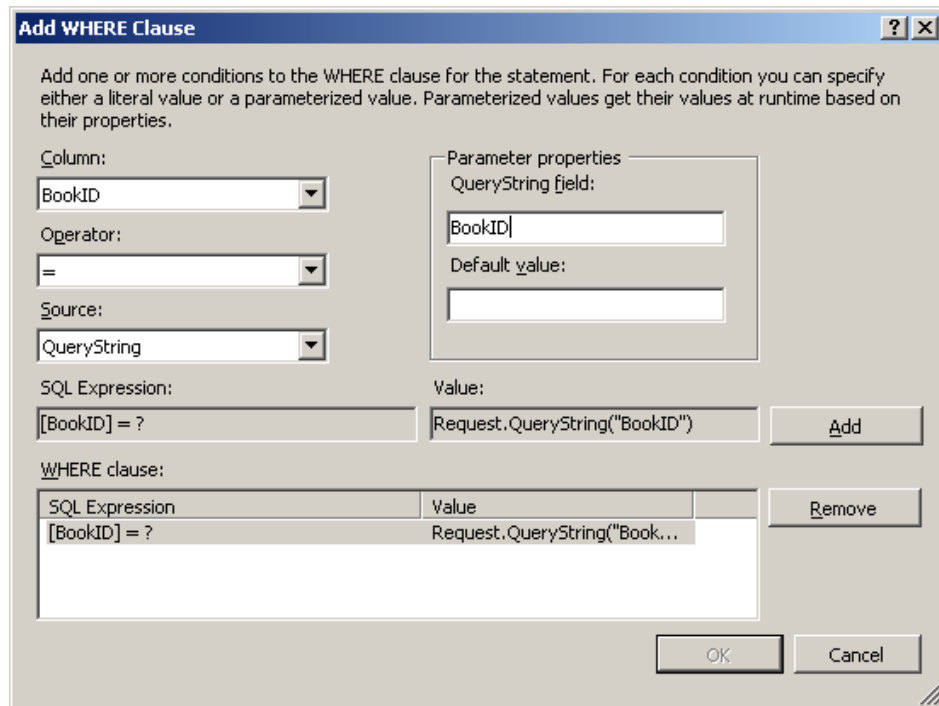 Add WHERE Clause
Add one or more conditions to the WHERE clause for the statement. For each condition you can specify
either a literal value or a parameterized value. Parameterized values get their values at runtime based on
their properties.
Column:
BookID
Operator:
=
Source:
QueryString
Parameter properties
QueryString field:
BookID
Default value:
SQL Expression:
Value:
[BookID] = ?
Request.QueryString("BookID")
Add
WHERE clause:
SQL Expression
Value
[BookID] = ?
Request.QueryString("Book...
Remove
OK
Cancel